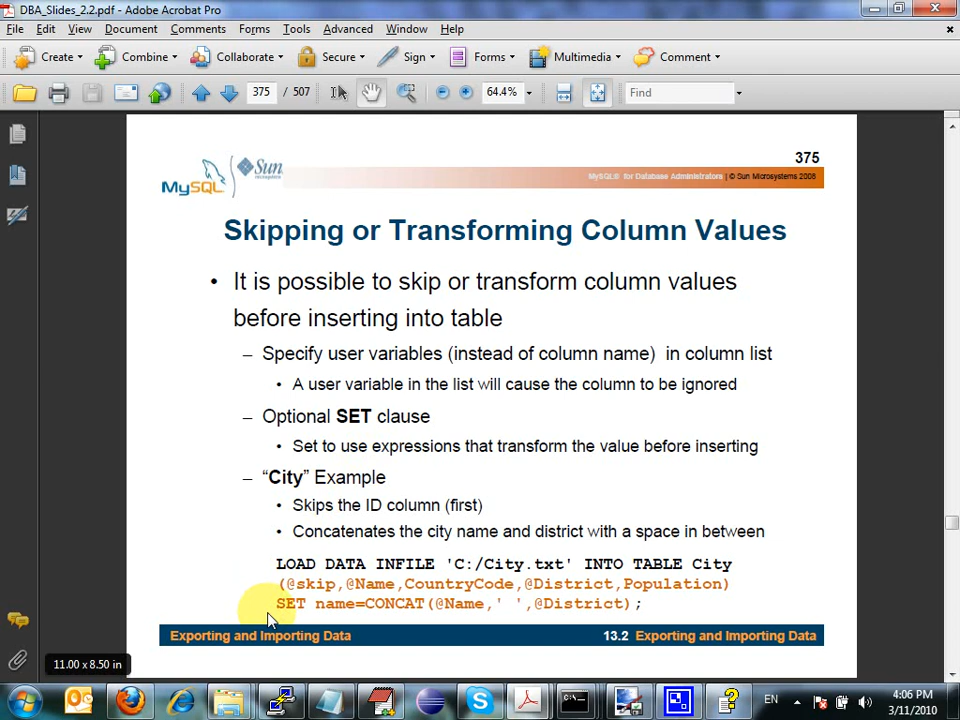 DBA_Slides_2.2.pdf - Adobe Acrobat Pro
File Edit View Document Comments Forms Tools Advanced Window Help
Create Combine Collaborate Secure Sign Forms Multimedia Comment
375 / 507 64.4% Find
375
MySQL Sun microsystems
MySQL® for Database Administrators | © Sun Microsystems 2008
Skipping or Transforming Column Values
• It is possible to skip or transform column values
before inserting into table
– Specify user variables (instead of column name) in column list
• A user variable in the list will cause the column to be ignored
– Optional SET clause
• Set to use expressions that transform the value before inserting
– “City” Example
• Skips the ID column (first)
• Concatenates the city name and district with a space in between
LOAD DATA INFILE 'C:/City.txt' INTO TABLE City
(@skip,@Name,CountryCode,@District,Population)
SET name=CONCAT(@Name,' ',@District);
Exporting and Importing Data 13.2 Exporting and Importing Data
11.00 x 8.50 in
EN 4:06 PM
3/11/2010